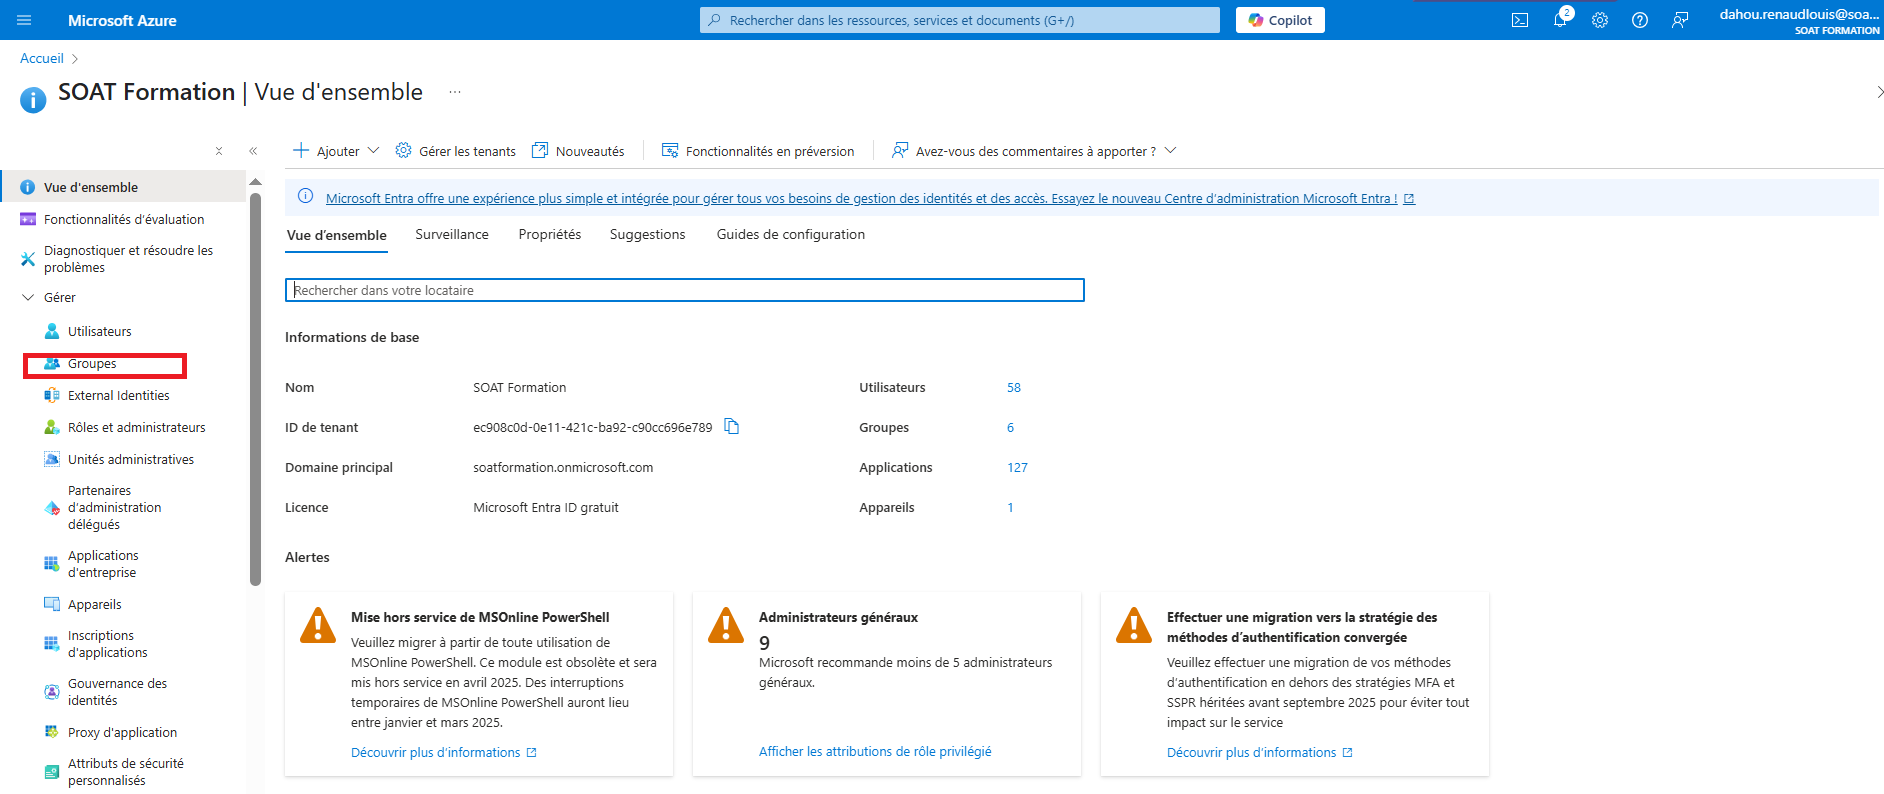 Microsoft Azure
Rechercher dans les ressources, services et documents (G+/)
Copilot
2
dahou.renaudlouis@soa...
SOAT FORMATION
Accueil
SOAT Formation | Vue d'ensemble
...
Ajouter
Gérer les tenants
Nouveautés
Fonctionnalités en préversion
Avez-vous des commentaires à apporter ?
Vue d'ensemble
Fonctionnalités d'évaluation
Diagnostiquer et résoudre les
problèmes
Gérer
Utilisateurs
Groupes
External Identities
Rôles et administrateurs
Unités administratives
Partenaires
d'administration
délégués
Applications
d'entreprise
Appareils
Inscriptions
d'applications
Gouvernance des
identités
Proxy d'application
Attributs de sécurité
personnalisés
Microsoft Entra offre une expérience plus simple et intégrée pour gérer tous vos besoins de gestion des identités et des accès. Essayez le nouveau Centre d'administration Microsoft Entra !
Vue d'ensemble
Surveillance
Propriétés
Suggestions
Guides de configuration
Rechercher dans votre locataire
Informations de base
Nom
SOAT Formation
Utilisateurs
58
ID de tenant
ec908c0d-0e11-421c-ba92-c90cc696e789
Groupes
6
Domaine principal
soatformation.onmicrosoft.com
Applications
127
Licence
Microsoft Entra ID gratuit
Appareils
1
Alertes
Mise hors service de MSOnline PowerShell
Veuillez migrer à partir de toute utilisation de
MSOnline PowerShell. Ce module est obsolète et sera
mis hors service en avril 2025. Des interruptions
temporaires de MSOnline PowerShell auront lieu
entre janvier et mars 2025.
Découvrir plus d'informations
Administrateurs généraux
9
Microsoft recommande moins de 5 administrateurs
généraux.
Afficher les attributions de rôle privilégié
Effectuer une migration vers la stratégie des
méthodes d'authentification convergée
Veuillez effectuer une migration de vos méthodes
d'authentification en dehors des stratégies MFA et
SSPR héritées avant septembre 2025 pour éviter tout
impact sur le service
Découvrir plus d'informations